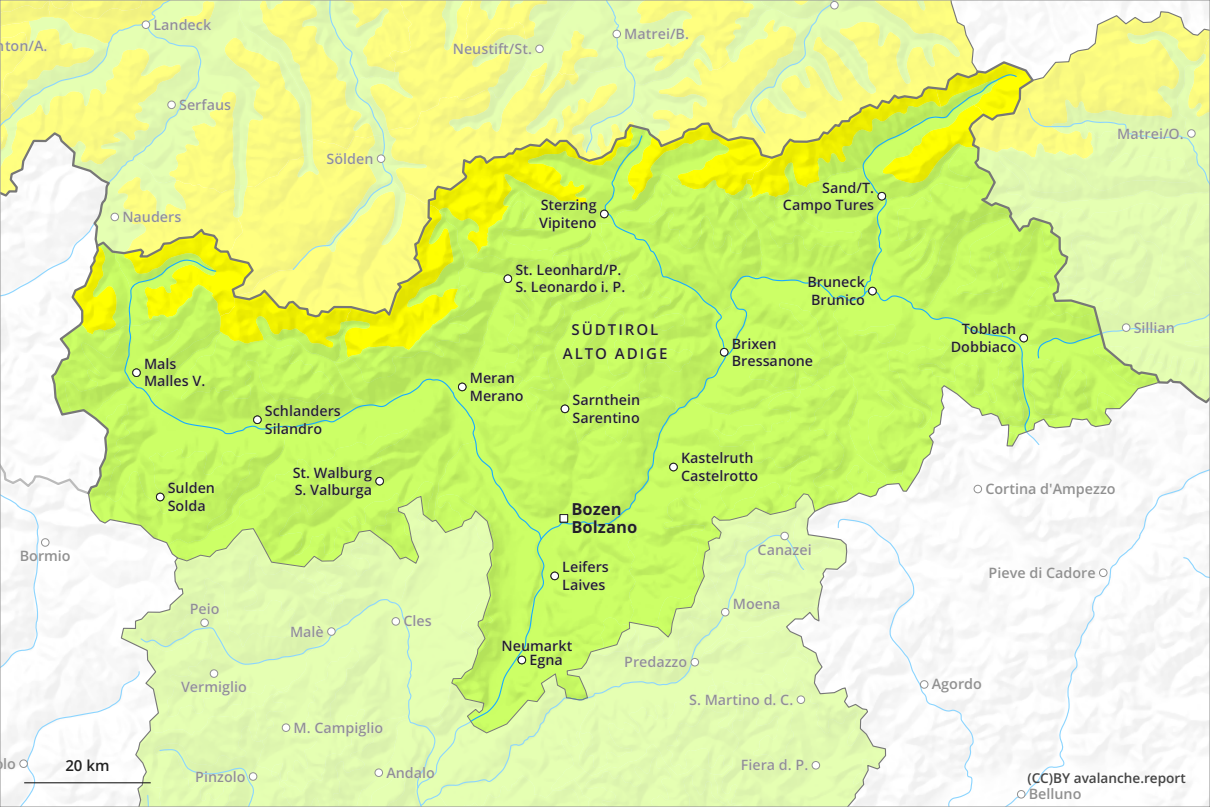 Landeck
Matrei/B.
Neustift/St.
nton/A.
Serfaus
Matrei/O.
Sölden
Sand/T.
Campo Tures
Nauders
Sterzing
Vipiteno
St. Leonhard/P.
S. Leonardo i. P.
Bruneck
Brunico
SÜDTIROL
ALTO ADIGE
Toblach
Dobbiaco
Sillian
Brixen
Bressanone
Mals
Malles V.
Meran
Merano
Sarnthein
Sarentino
Schlanders
Silandro
Kastelruth
Castelrotto
St. Walburg
S. Valburga
Sulden
Solda
Cortina d'Ampezzo
Bozen
Bolzano
Bormio
Canazei
Leifers
Laives
Pieve di Cadore
Peio
Moena
Malè
Cles
Neumarkt
Egna
Predazzo
Vermiglio
Agordo
S. Martino d. C.
M. Campiglio
20 km
olo
Pinzolo
Andalo
Fiera d. P.
(CC)BY avalanche.report
Belluno